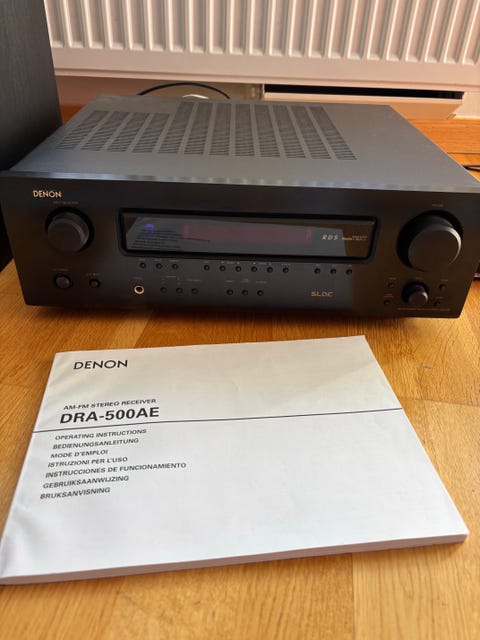 DENON
RDS RadioTEXT
SLDC
DENON
AM-FM STEREO RECEIVER
DRA-500AE
OPERATING INSTRUCTIONS
BEDIENUNGSANLEITUNG
MODE D'EMPLOI
ISTRUZIONI PER L'USO
INSTRUCCIONES DE FUNCIONAMIENTO
GEBRUIKSAANWIJZING
BRUKSANVISNING